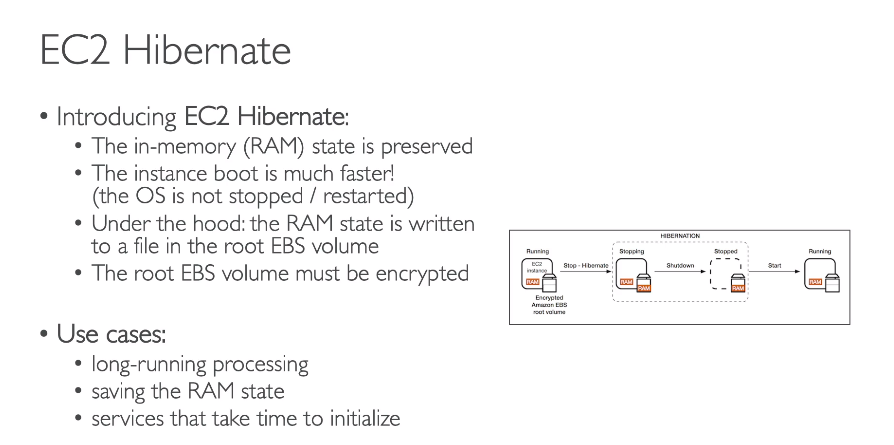 EC2 Hibernate
• Introducing EC2 Hibernate:
• The in-memory (RAM) state is preserved
• The instance boot is much faster!
(the OS is not stopped / restarted)
• Under the hood: the RAM state is written
to a file in the root EBS volume
• The root EBS volume must be encrypted
• Use cases:
• long-running processing
• saving the RAM state
• services that take time to initialize
HIBERNATION
Running
Stopping
Stopped
Running
EC2
instance
Stop - Hibernate
Shutdown
Start
RAM
RAM
RAM
RAM
RAM
Encrypted
Amazon EBS
root volume